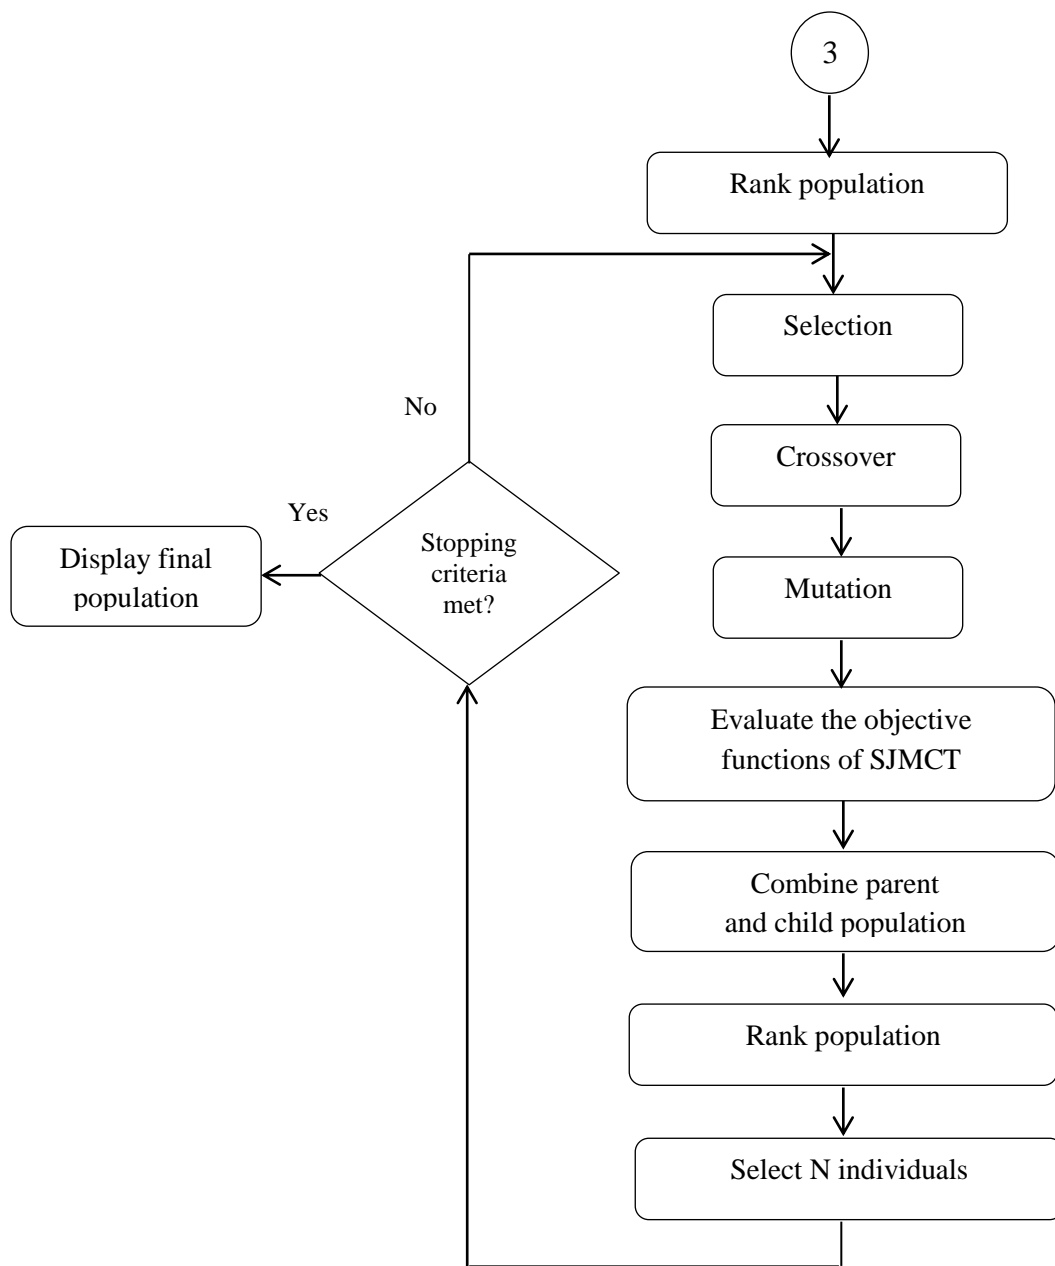 3
Rank population
Selection
No
Crossover
Yes
Stopping
criteria
met?
Display final
population
Mutation
Evaluate the objective
functions of SJMCT
Combine parent
and child population
Rank population
Select N individuals